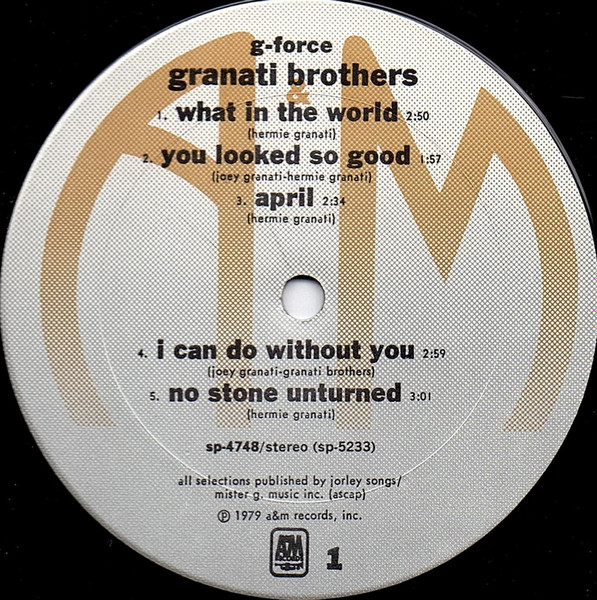 g-force
granati brothers
1. what in the world 2:50
(hermie granati)
2. you looked so good 1:57
(joey granati-hermie granati)
3. april 2:34
(hermie granati)
4. i can do without you 2:59
(joey granati-granati brothers)
5. no stone unturned 3:01
(hermie granati)
sp-4748/stereo (sp-5233)
all selections published by jorley songs/
mister g. music inc. (ascap)
℗ 1979 a&m records, inc.
A&M
RECORDS
1